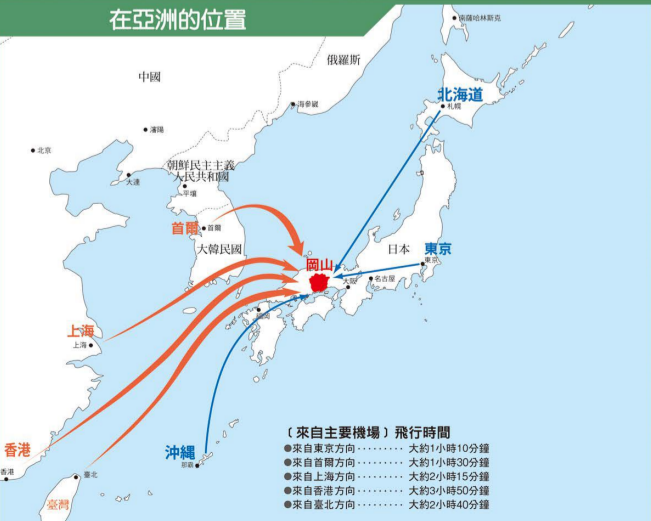 在亞洲的位置
南薩哈林斯克
俄羅斯
中國
北海道
札幌
海參崴
瀋陽
北京
朝鮮民主主義
人民共和國
大連
平壤
首爾
首爾
大韓民國
日本
東京
東京
岡山
大阪
名古屋
福岡
上海
上海
香港
香港
沖縄
那霸
臺北
臺灣
〔來自主要機場〕飛行時間
●來自東京方向‥‥‥‥ 大約1小時10分鐘
●來自首爾方向‥‥‥‥ 大約1小時30分鐘
●來自上海方向‥‥‥‥ 大約2小時15分鐘
●來自香港方向‥‥‥‥ 大約3小時50分鐘
●來自臺北方向‥‥‥‥ 大約2小時40分鐘